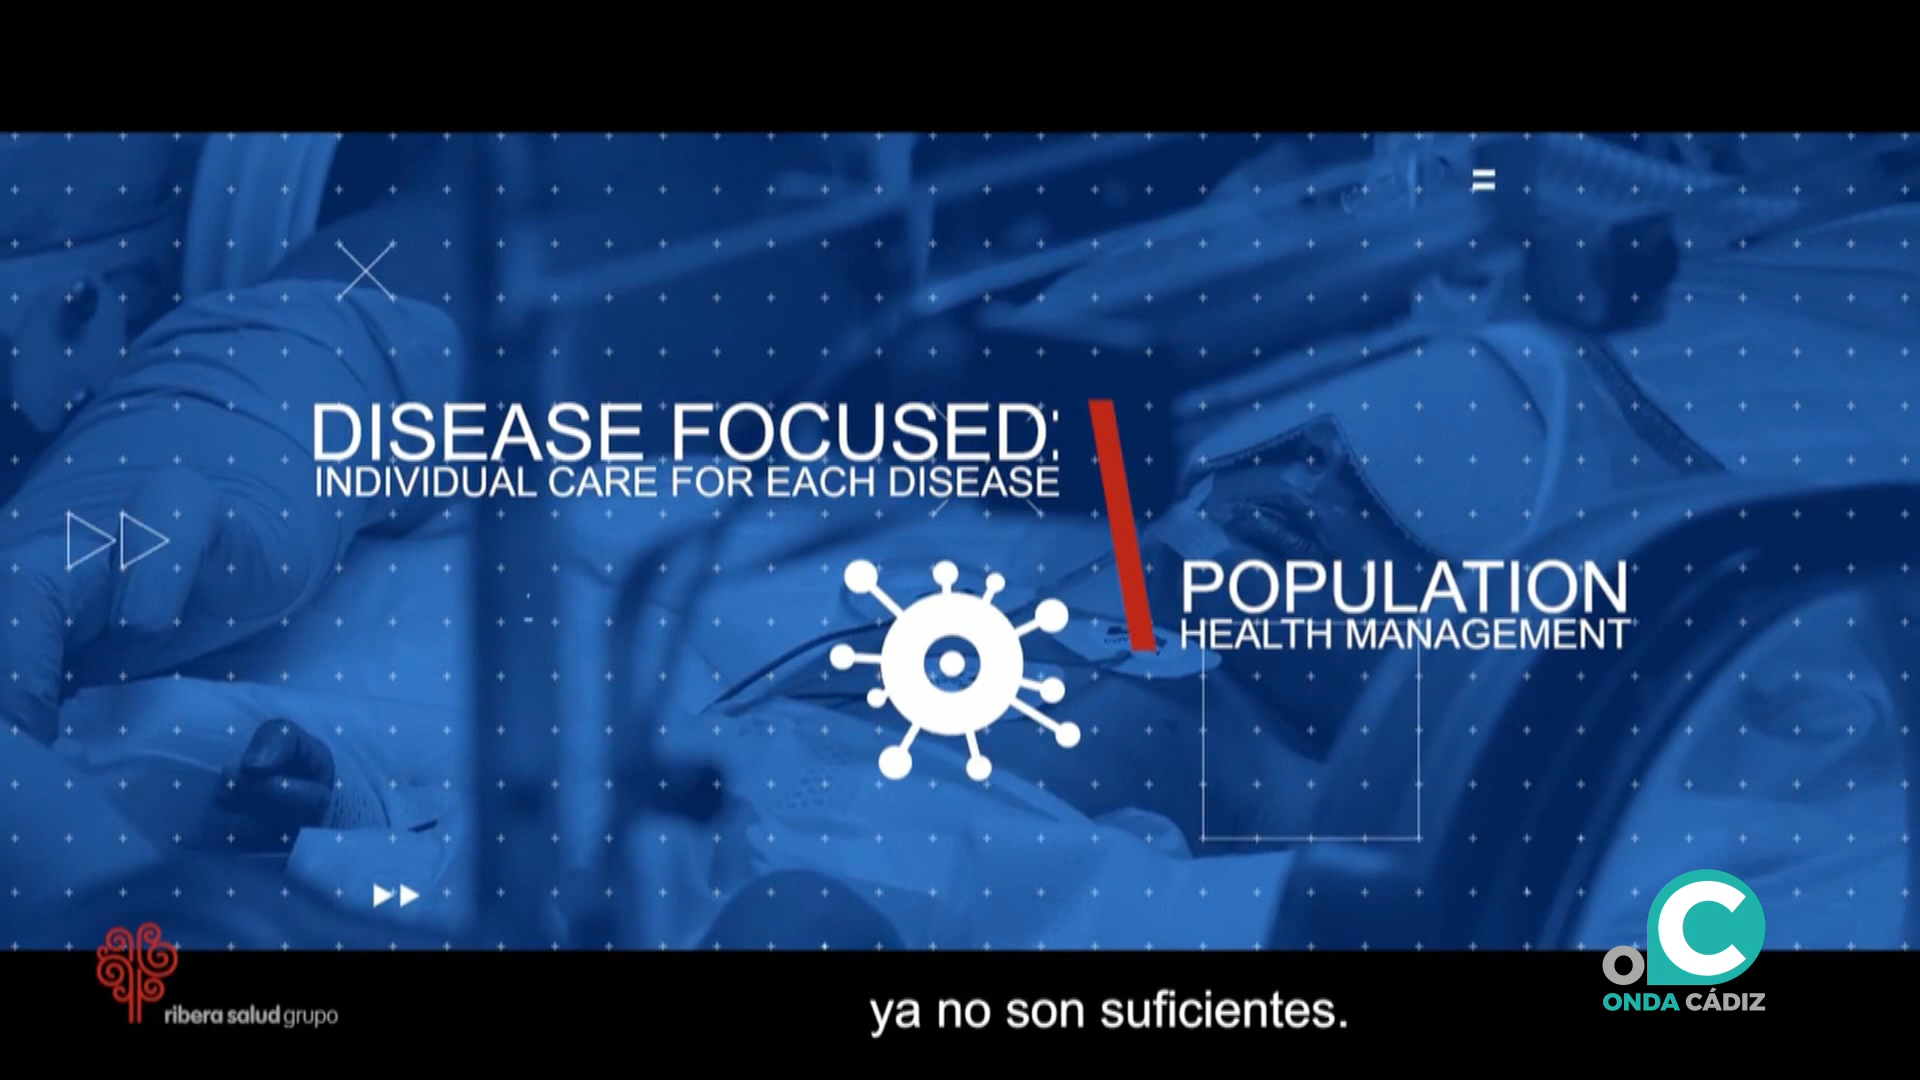 DISEASE FOCUSED:
INDIVIDUAL CARE FOR EACH DISEASE
POPULATION
HEALTH MANAGEMENT
ribera salud grupo
ya no son suficientes.
OC
ONDA CÁDIZ